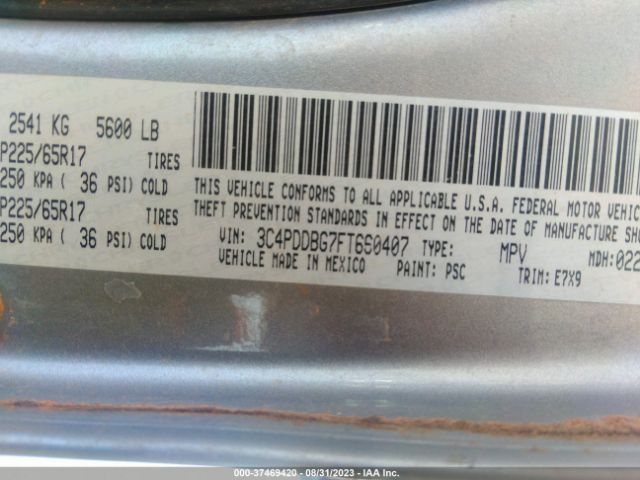 2541 KG 5600 LB
P225/65R17 TIRES
250 KPA ( 36 PSI) COLD
P225/65R17 TIRES
250 KPA ( 36 PSI) COLD
THIS VEHICLE CONFORMS TO ALL APPLICABLE U.S.A. FEDERAL MOTOR VEHIC
THEFT PREVENTION STANDARDS IN EFFECT ON THE DATE OF MANUFACTURE SHO
VIN: 3C4PDDBG7FT660407 TYPE: MPV MDH:022
VEHICLE MADE IN MEXICO PAINT: PSC TRIM: E7X9
000-37469420 - 08/31/2023 - IAA Inc.